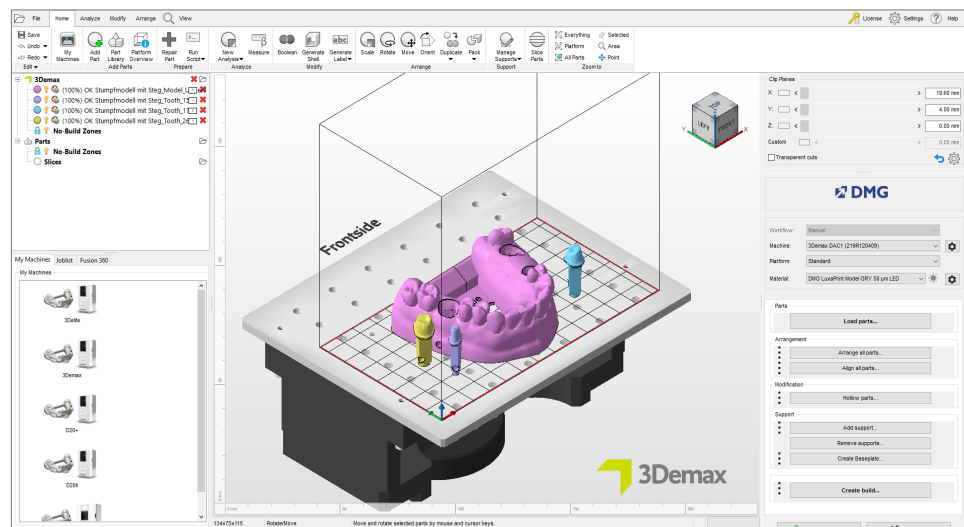 File Home Analyze Modify Arrange View License Settings Help
Save
Undo
Redo
Edit
My Machines
Add Part
Part Library
Platform Overview
Add Parts
Repair Part
Run Script
Prepare
New Analysis
Measure
Analyze
Boolean
Generate Shell
abc
Generate Label
Modify
Scale
Rotate
Move
Orient
Duplicate
Pack
Arrange
Manage Supports
Support
Slice Parts
Everything
Selected
Platform
Area
All Parts
Point
Zoom to
3Demax
(100%) OK Stumpfmodell mit Steg_Model_U
(100%) OK Stumpfmodell mit Steg_Tooth_15
(100%) OK Stumpfmodell mit Steg_Tooth_17
(100%) OK Stumpfmodell mit Steg_Tooth_26
No-Build Zones
Parts
No-Build Zones
Slices
My Machines Joblist Fusion 360
My Machines
3Delite
3Demax
D20+
D20II
Frontside
TOP
LEFT
FRONT
Y
X
3Demax
Clip Planes
X: 19.60 mm
Y: 4.00 mm
Z: 0.00 mm
Custom 0.00 mm
Transparent cuts
DMG
Workflow: Manual
Machine: 3Demax DAC1 (219R120409)
Platform: Standard
Material: DMG LuxaPrint Model GRY 50 µm LED
Parts
Load parts...
Arrangement
Arrange all parts...
Align all parts...
Modification
Hollow parts...
Support
Add support...
Remove supports...
Create Baseplate...
Create build...
134x75x115 Rotate/Move Move and rotate selected parts by mouse and cursor keys.